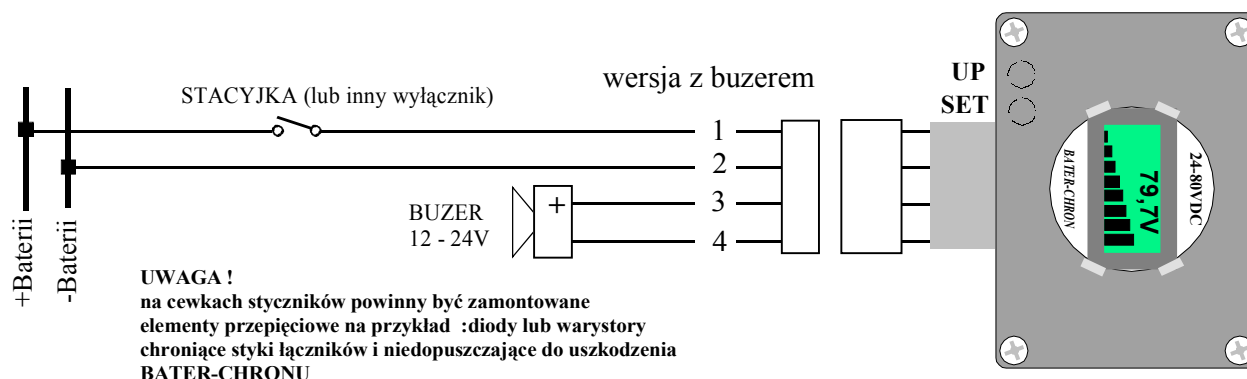 wersja z buzerem
UP
SET
STACYJKA (lub inny wyłącznik)
1
2
3
4
BUZER
12 - 24V
+
+Baterii
-Baterii
UWAGA !
na cewkach styczników powinny być zamontowane
elementy przepięciowe na przykład :diody lub warystory
chroniące styki łączników i niedopuszczające do uszkodzenia
BATER-CHRONU
24-80VDC
79,7V
BATER-CHRON